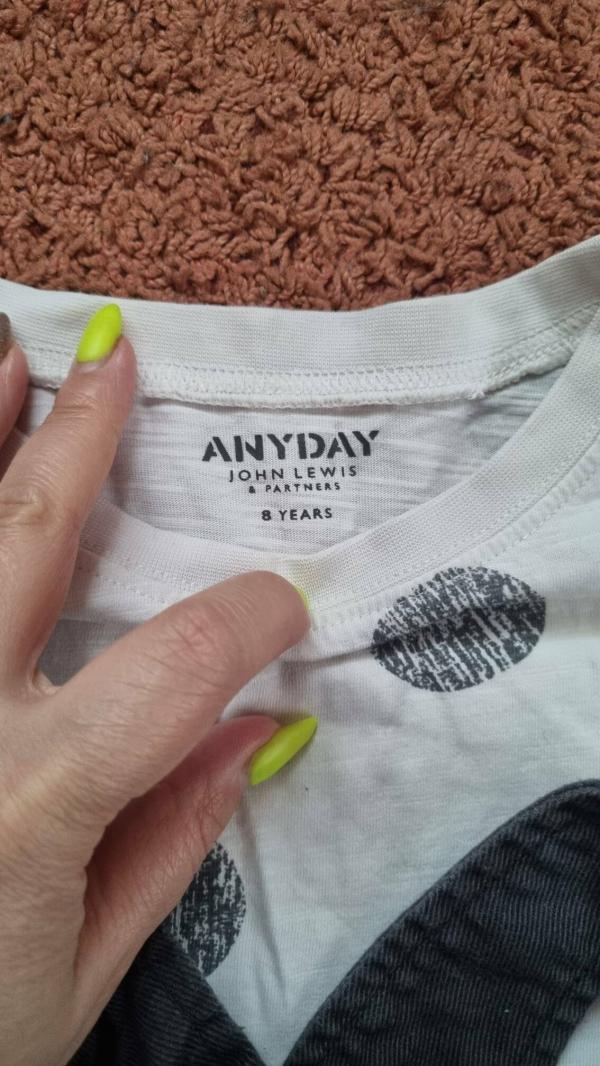 ANYDAY
JOHN LEWIS
& PARTNERS
8 YEARS